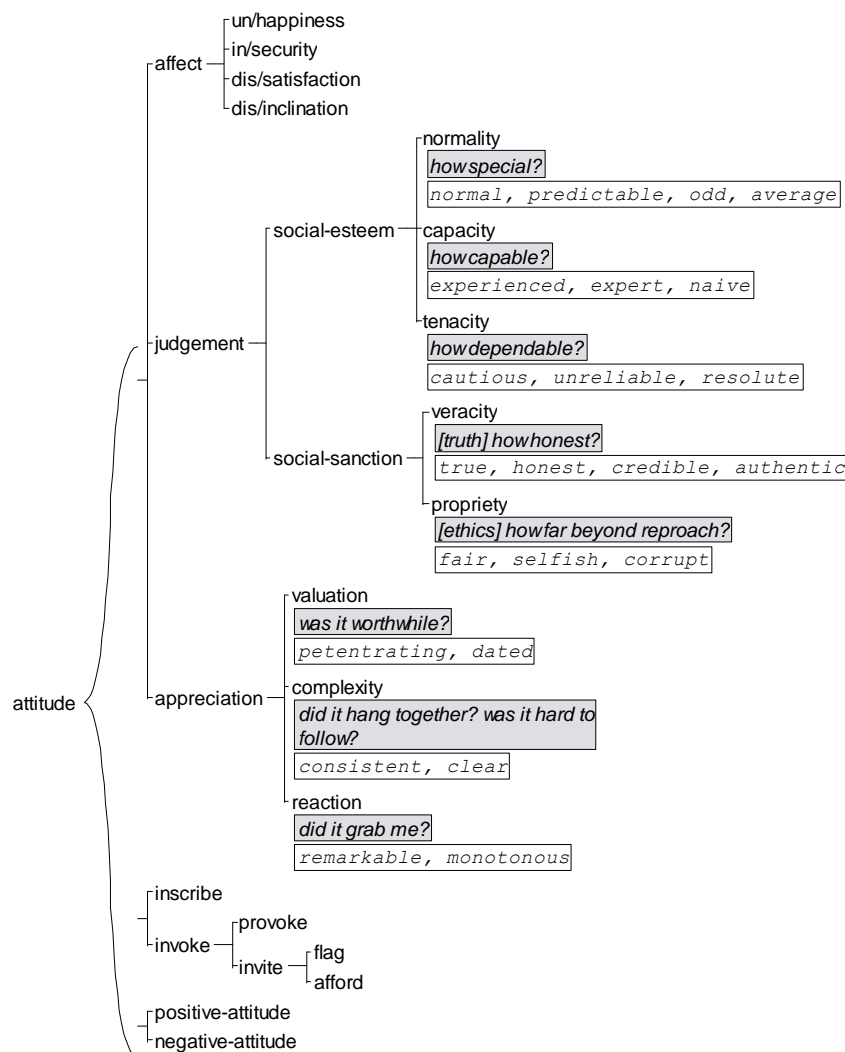 un/happiness
in/security
affect
dis/satisfaction
dis/inclination
normality
how special?
normal, predictable, odd, average
social-esteem
capacity
how capable?
experienced, expert, naive
tenacity
how dependable?
cautious, unreliable, resolute
judgement
veracity
[truth] how honest?
true, honest, credible, authentic
social-sanction
propriety
[ethics] how far beyond reproach?
fair, selfish, corrupt
valuation
was it worthwhile?
petentrating, dated
attitude
appreciation
complexity
did it hang together? was it hard to
follow?
consistent, clear
reaction
did it grab me?
remarkable, monotonous
inscribe
provoke
invoke
invite
flag
afford
positive-attitude
negative-attitude